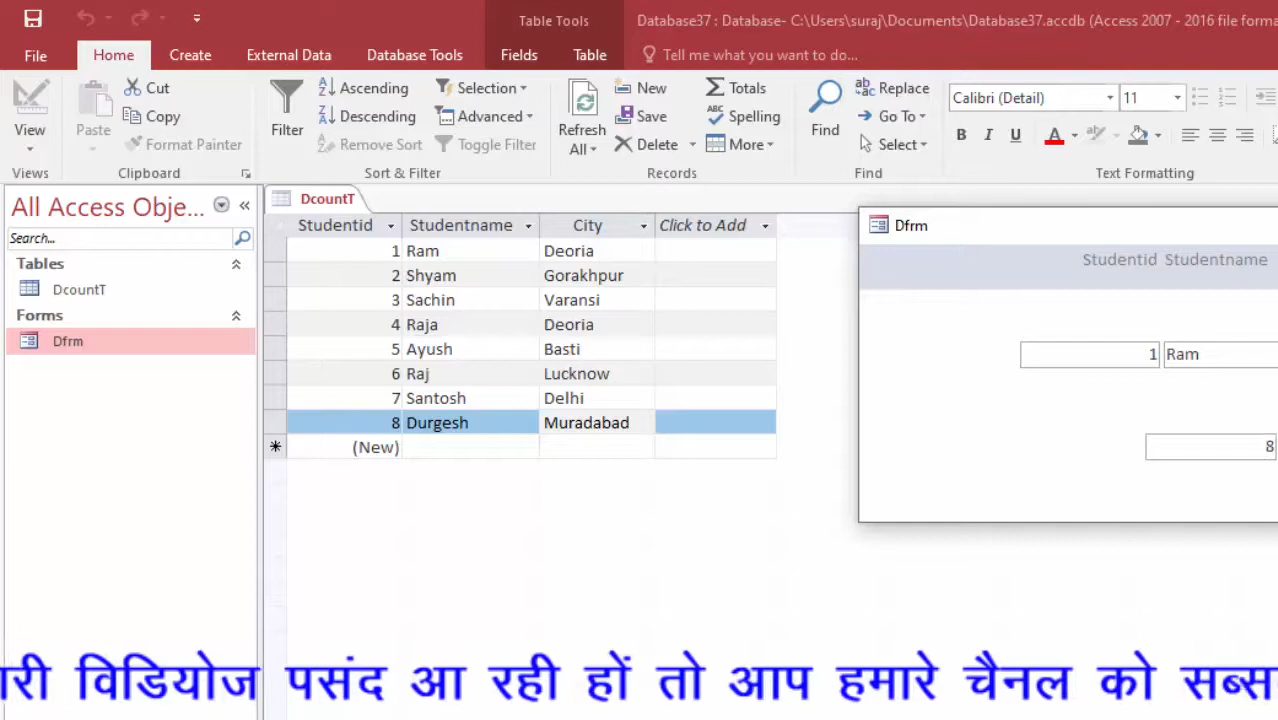 Table Tools
Database37 : Database- C:\Users\suraj\Documents\Database37.accdb (Access 2007 - 2016 file forma
File Home Create External Data Database Tools Fields Table Tell me what you want to do...
View
Views
Paste
Cut
Copy
Format Painter
Clipboard
Filter
Ascending
Descending
Remove Sort
Selection
Advanced
Toggle Filter
Sort & Filter
Refresh
All
New
Save
Delete
Totals
Spelling
More
Records
Find
Replace
Go To
Select
Find
Calibri (Detail) 11
B I U A
Text Formatting
All Access Obje...
Search...
Tables
DcountT
Forms
Dfrm
DcountT
Studentid Studentname City Click to Add
1 Ram Deoria
2 Shyam Gorakhpur
3 Sachin Varansi
4 Raja Deoria
5 Ayush Basti
6 Raj Lucknow
7 Santosh Delhi
8 Durgesh Muradabad
(New)
Dfrm
Studentid Studentname
1 Ram
8
ारी विडियोज पसंद आ रही हों तो आप हमारे चैनल को सब्स